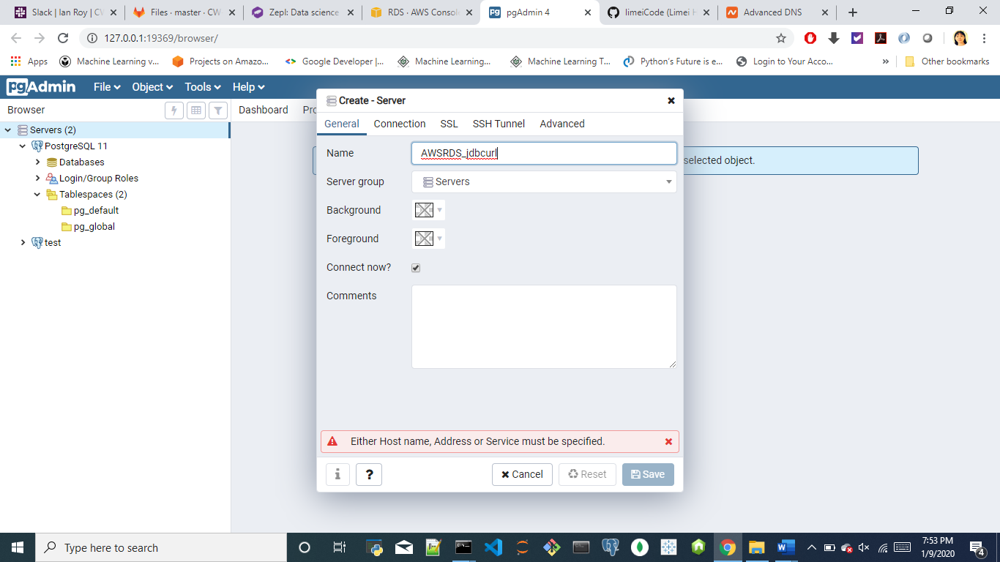 Slack | Ian Roy | CW
Files · master · CW
Zepl: Data science
RDS · AWS Consol
pgAdmin 4
limeiCode (Limei H
Advanced DNS
127.0.0.1:19369/browser/
Apps
Machine Learning v...
Projects on Amazo...
Google Developer |...
Machine Learning...
Machine Learning T...
Python's Future is e...
Login to Your Acco...
»
Other bookmarks
pgAdmin
File
Object
Tools
Help
Browser
Dashboard
Pro
Servers (2)
PostgreSQL 11
Databases
Login/Group Roles
Tablespaces (2)
pg_default
pg_global
test
selected object.
Create - Server
General
Connection
SSL
SSH Tunnel
Advanced
Name
AWSRDS_jdbcurl
Server group
Servers
Background
Foreground
Connect now?
Comments
Either Host name, Address or Service must be specified.
i
?
Cancel
Reset
Save
Type here to search
7:53 PM
1/9/2020
4